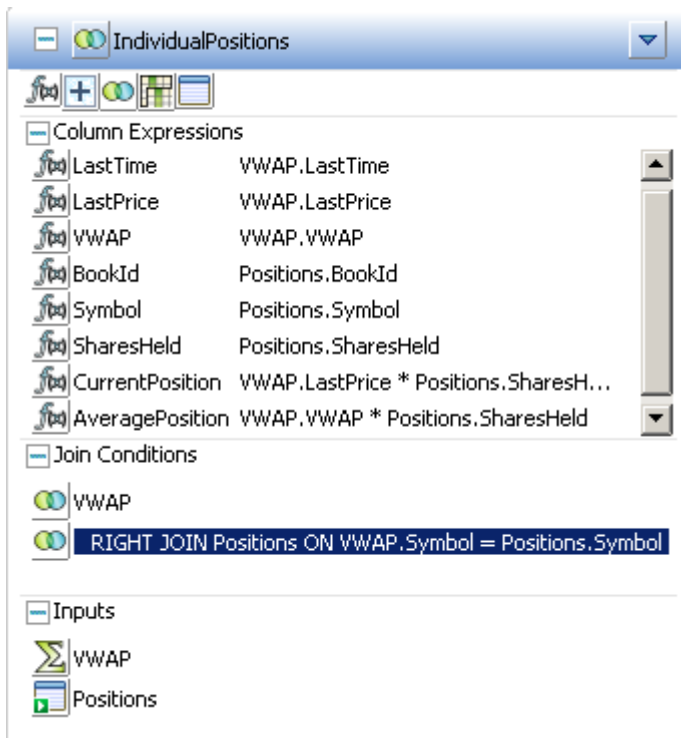 IndividualPositions
f(x)
Column Expressions
f(x) LastTime VWAP.LastTime
f(x) LastPrice VWAP.LastPrice
f(x) VWAP VWAP.VWAP
f(x) BookId Positions.BookId
f(x) Symbol Positions.Symbol
f(x) SharesHeld Positions.SharesHeld
f(x) CurrentPosition VWAP.LastPrice * Positions.SharesH...
f(x) AveragePosition VWAP.VWAP * Positions.SharesHeld
Join Conditions
VWAP
RIGHT JOIN Positions ON VWAP.Symbol = Positions.Symbol
Inputs
Σ VWAP
Positions